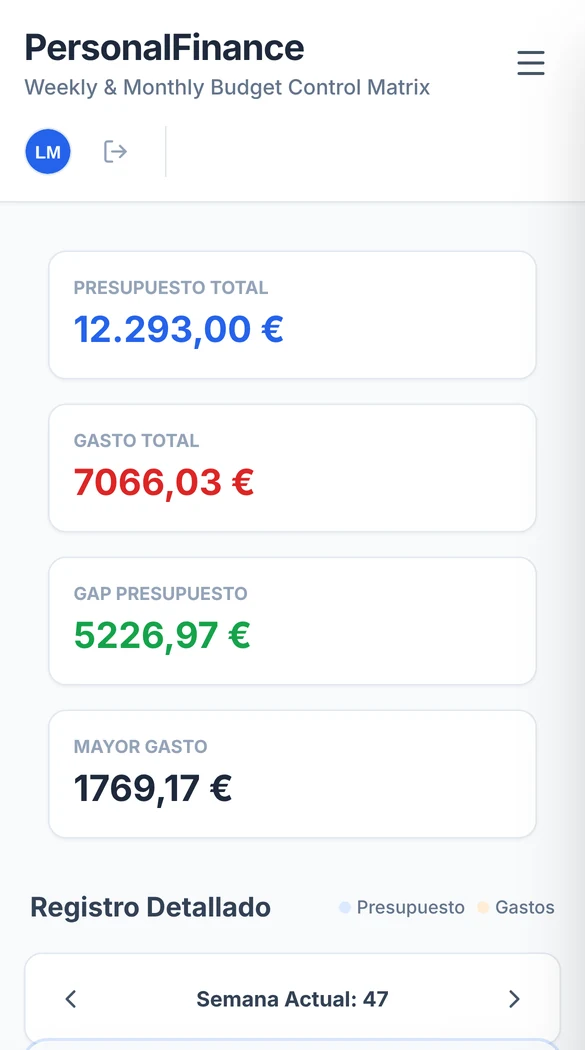 PersonalFinance
Weekly & Monthly Budget Control Matrix
LM
PRESUPUESTO TOTAL
12.293,00 €
GASTO TOTAL
7066,03 €
GAP PRESUPUESTO
5226,97 €
MAYOR GASTO
1769,17 €
Registro Detallado
Presupuesto
Gastos
Semana Actual: 47